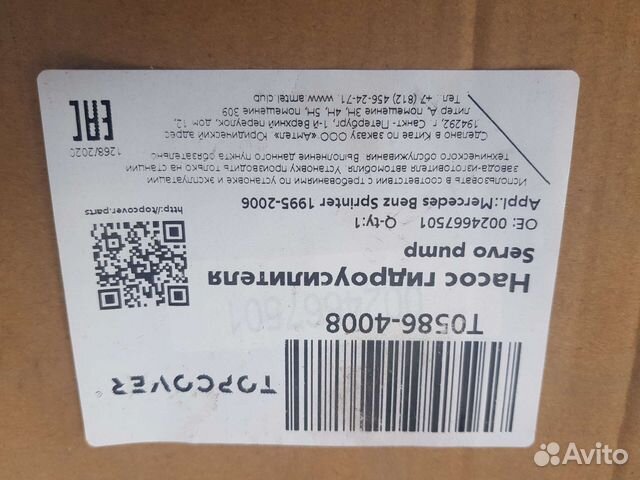 TOPCOVER
T0586-4008
Насос гидроусилителя
Servo pump
OE: 0024667501 Q-ty:1
Appl.:Mercedes Benz Sprinter 1995-2006
http://topcover.parts
Использовать в соответствии с требованиями по установке и эксплуатации
завода-изготовителя автомобиля. Установку производить только на станции
технического обслуживания. Выполнение данного пункта обязательно
Сделано в Китае по заказу ООО «Амтел» Юридический адрес
194292, г. Санкт- Петербург, 1-й Верхний переулок, дом 12,
литер А, помещение 3Н, 4Н, 5Н, помещение 309
Тел.: +7 (812) 456-24-71. www.amtel.club
EAC
1268/2020
0024667501
Avito